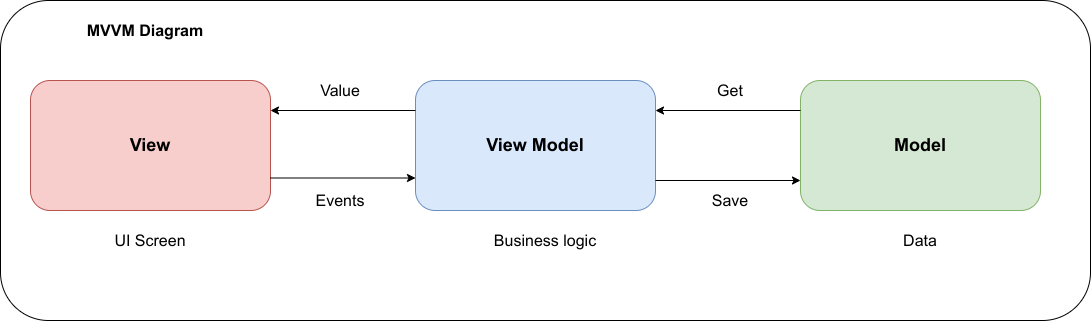 MVVM Diagram
Value
Get
View
View Model
Model
Events
Save
UI Screen
Business logic
Data